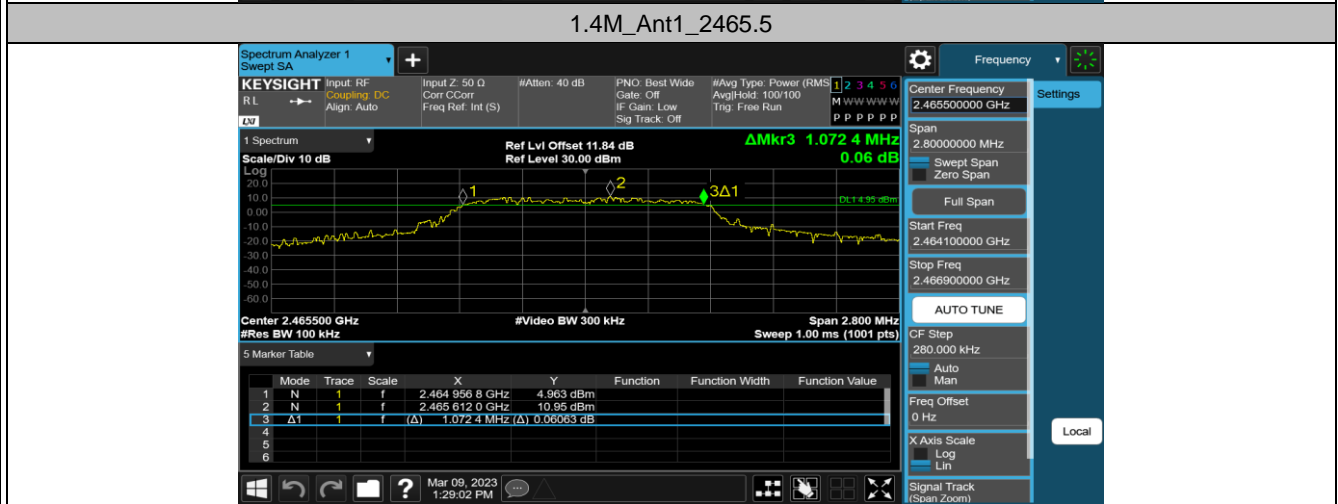 1.4M_Ant1_2465.5
Spectrum Analyzer 1
Swept SA
Frequency
KEYSIGHT
RL
LXI
Input: RF
Coupling: DC
Align: Auto
Input Z: 50 Ω
Corr CCorr
Freq Ref: Int (S)
#Atten: 40 dB
PNO: Best Wide
Gate: Off
IF Gain: Low
Sig Track: Off
#Avg Type: Power (RMS
Avg|Hold: 100/100
Trig: Free Run
1 2 3 4 5 6
M W W W W W
P P P P P P
Center Frequency
2.465500000 GHz
Settings
1 Spectrum
Scale/Div 10 dB
Ref Lvl Offset 11.84 dB
Ref Level 30.00 dBm
ΔMkr3 1.072 4 MHz
0.06 dB
Span
2.80000000 MHz
Swept Span
Zero Span
Log
20.0
10.0
0.00
-10.0
-20.0
-30.0
-40.0
-50.0
-60.0
1
2
3Δ1
DL1 4.95 dBm
Full Span
Start Freq
2.464100000 GHz
Stop Freq
2.466900000 GHz
AUTO TUNE
Center 2.465500 GHz
#Res BW 100 kHz
#Video BW 300 kHz
Span 2.800 MHz
Sweep 1.00 ms (1001 pts)
CF Step
280.000 kHz
Auto
Man
5 Marker Table
Mode Trace Scale X Y Function Function Width Function Value
1 N 1 f 2.464 956 8 GHz 4.963 dBm
2 N 1 f 2.465 612 0 GHz 10.95 dBm
3 Δ1 1 f (Δ) 1.072 4 MHz (Δ) 0.06063 dB
4
5
6
Freq Offset
0 Hz
X Axis Scale
Log
Lin
Local
Signal Track
(Span Zoom)
?
Mar 09, 2023
1:29:02 PM